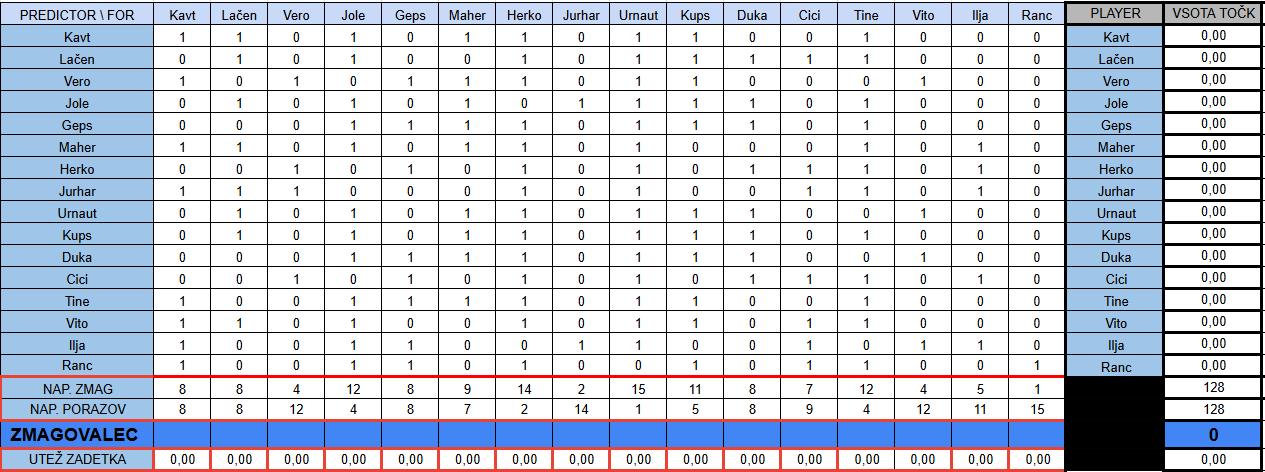 PREDICTOR \ FOR Kavt Lačen Vero Jole Geps Maher Herko Jurhar Urnaut Kups Duka Cici Tine Vito Ilja Ranc PLAYER VSOTA TOČK
Kavt 1 1 0 1 0 1 1 0 1 1 0 0 1 0 0 0 Kavt 0,00
Lačen 0 1 0 1 0 0 1 0 1 1 1 1 1 0 0 0 Lačen 0,00
Vero 1 0 1 0 1 1 1 0 1 1 0 0 0 1 0 0 Vero 0,00
Jole 0 1 0 1 0 1 0 1 1 1 1 0 1 0 0 0 Jole 0,00
Geps 0 0 0 1 1 1 1 0 1 1 1 0 1 0 0 0 Geps 0,00
Maher 1 1 0 1 0 1 1 0 1 0 0 0 1 0 1 0 Maher 0,00
Herko 0 0 1 0 1 0 1 0 1 0 1 1 1 0 1 0 Herko 0,00
Jurhar 1 1 1 0 0 0 1 0 1 0 0 1 1 0 1 0 Jurhar 0,00
Urnaut 0 1 0 1 0 1 1 0 1 1 1 0 0 1 0 0 Urnaut 0,00
Kups 0 1 0 1 0 1 1 0 1 1 1 0 1 0 0 0 Kups 0,00
Duka 0 0 0 1 1 1 1 0 1 1 1 0 0 1 0 0 Duka 0,00
Cici 0 0 1 0 1 0 1 0 1 0 1 1 1 0 1 0 Cici 0,00
Tine 1 0 0 1 1 1 1 0 1 1 0 1 0 0 0 0 Tine 0,00
Vito 1 1 0 1 0 0 1 0 1 1 0 1 1 0 0 0 Vito 0,00
Ilja 1 0 0 1 1 0 0 1 1 1 0 1 0 1 1 0 Ilja 0,00
Ranc 1 0 0 1 1 0 1 0 0 1 0 1 1 0 0 1 Ranc 0,00
NAP. ZMAG 8 8 4 12 8 9 14 2 15 11 8 7 12 4 5 1 128
NAP. PORAZOV 8 8 12 4 8 7 2 14 1 5 8 9 4 12 11 15 128
ZMAGOVALEC 0
UTEŽ ZADETKA 0,00 0,00 0,00 0,00 0,00 0,00 0,00 0,00 0,00 0,00 0,00 0,00 0,00 0,00 0,00 0,00 0,00